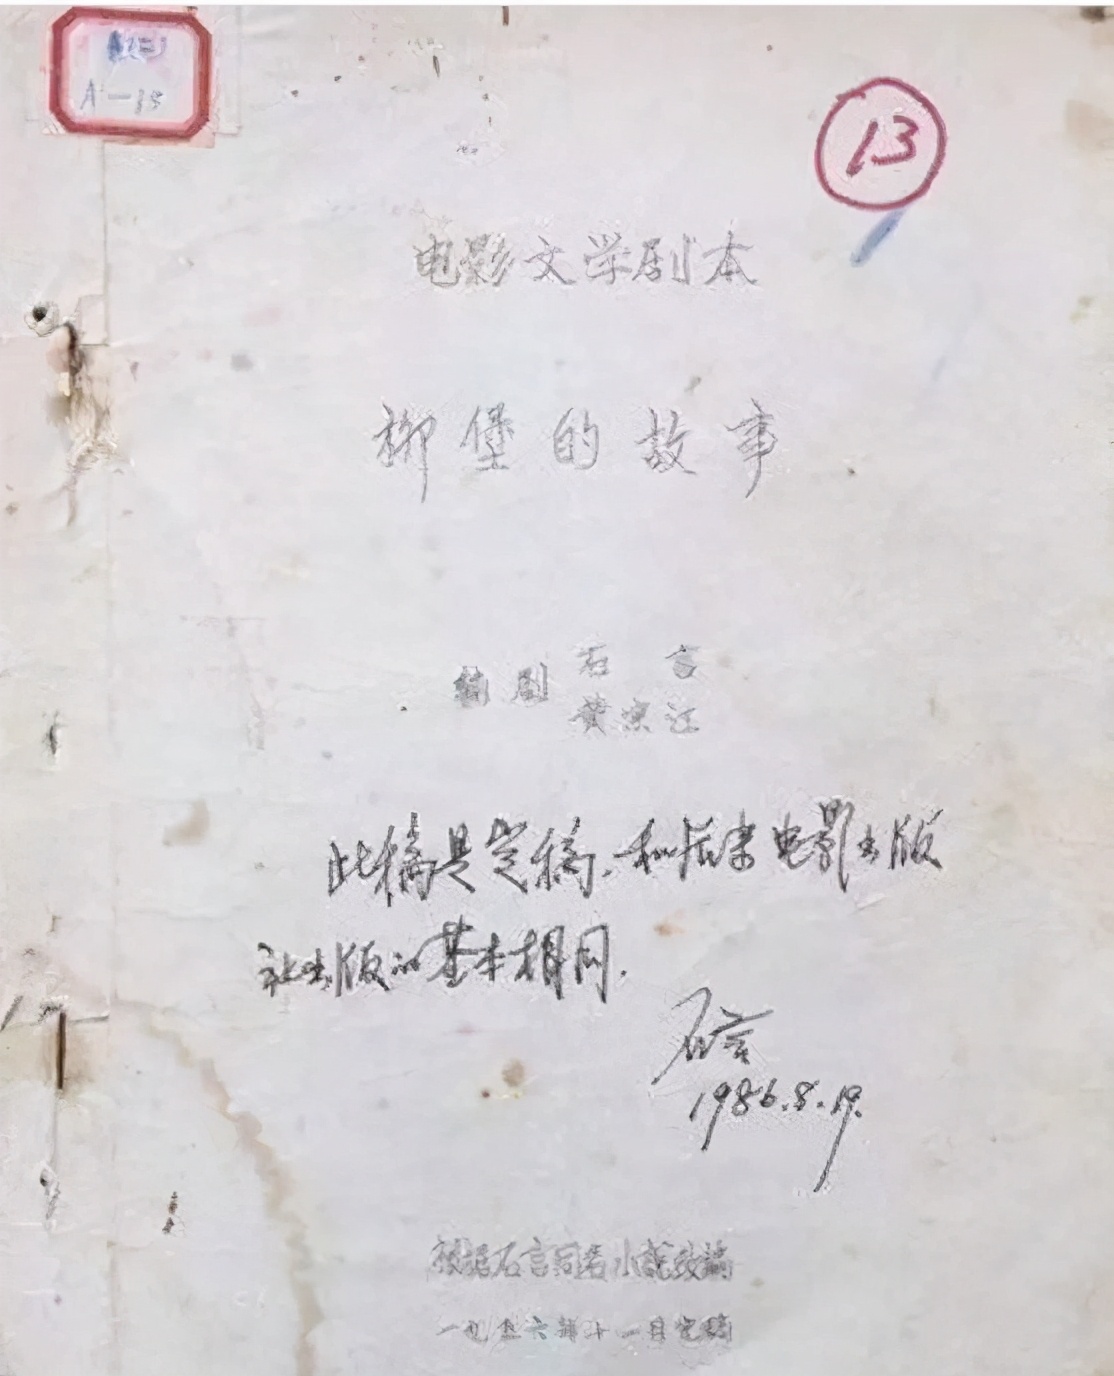 A-15
13
电影文学剧本
柳堡的故事
编剧 石言
黄宗江
此稿是定稿.和后来电影出版
社出版的基本相同.
石言
1986.8.19.
根据石言同名小说改编
一九五六年十一月完稿